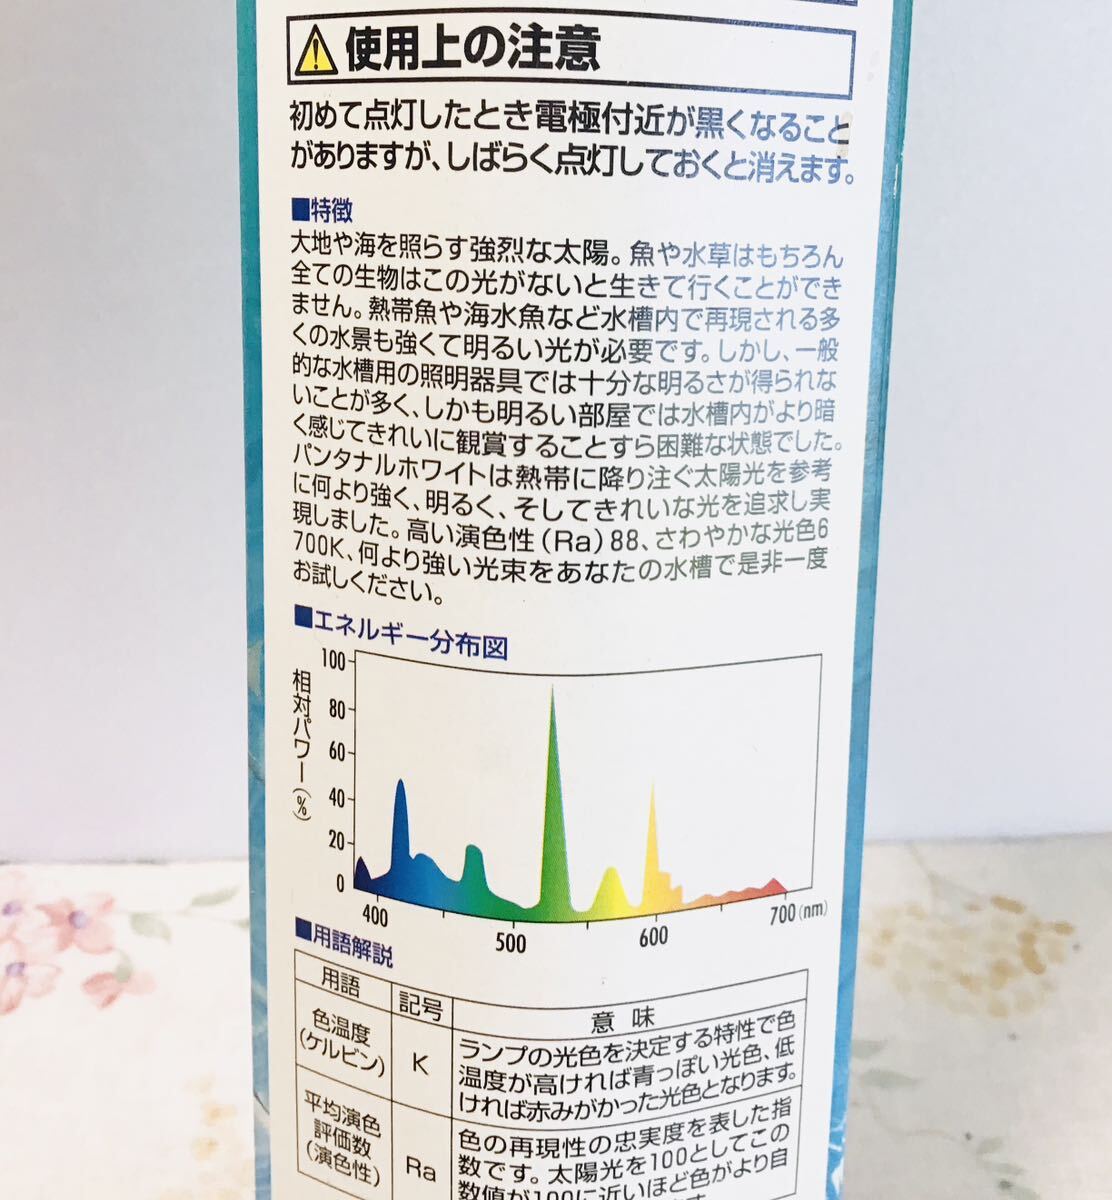 使用上の注意
初めて点灯したとき電極付近が黒くなること
がありますが、しばらく点灯しておくと消えます。
■特徴
大地や海を照らす強烈な太陽。魚や水草はもちろん
全ての生物はこの光がないと生きて行くことができ
ません。熱帯魚や海水魚など水槽内で再現される多
くの水景も強くて明るい光が必要です。しかし、一般
的な水槽用の照明器具では十分な明るさが得られな
いことが多く、しかも明るい部屋では水槽内がより暗
く感じてきれいに観賞することすら困難な状態でした。
パンタナルホワイトは熱帯に降り注ぐ太陽光を参考
に何より強く、明るく、そしてきれいな光を追求し実
現しました。高い演色性(Ra)88、さわやかな光色6
700K、何より強い光束をあなたの水槽で是非一度
お試しください。
■エネルギー分布図
相対パワー(%)
100
80
60
40
20
0
400
500
600
700(nm)
■用語解説
用語 記号 意味
色温度
(ケルビン)
K
ランプの光色を決定する特性で色
温度が高ければ青っぽい光色、低
ければ赤みがかった光色となります。
平均演色
評価数
(演色性)
Ra
色の再現性の忠実度を表した指
数です。太陽光を100としてこの
数値が100に近いほど色がより自